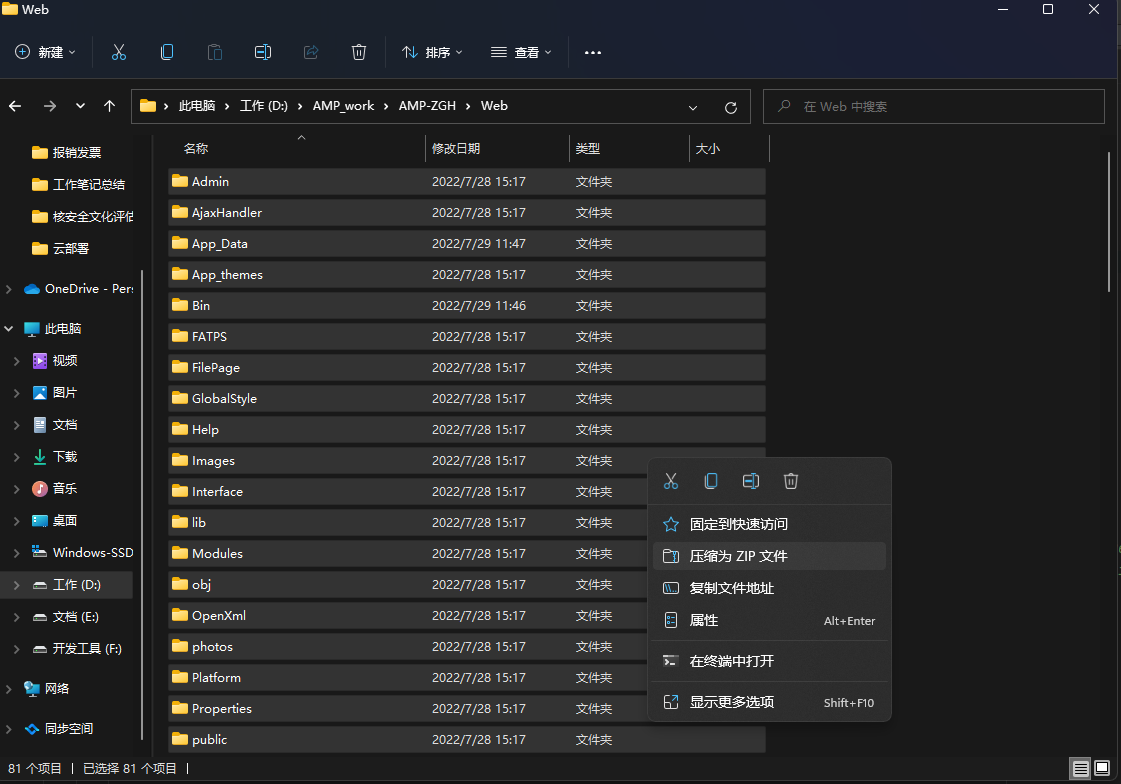 Web
新建
排序
查看
此电脑 工作 (D:) AMP_work AMP-ZGH Web
在 Web 中搜索
报销发票
工作笔记总结
核安全文化评估
云部署
OneDrive - Pers
此电脑
视频
图片
文档
下载
音乐
桌面
Windows-SSD
工作 (D:)
文档 (E:)
开发工具 (F:)
网络
同步空间
名称 修改日期 类型 大小
Admin 2022/7/28 15:17 文件夹
AjaxHandler 2022/7/28 15:17 文件夹
App_Data 2022/7/29 11:47 文件夹
App_themes 2022/7/28 15:17 文件夹
Bin 2022/7/29 11:46 文件夹
FATPS 2022/7/28 15:17 文件夹
FilePage 2022/7/28 15:17 文件夹
GlobalStyle 2022/7/28 15:17 文件夹
Help 2022/7/28 15:17 文件夹
Images 2022/7/28 15:17 文件夹
Interface 2022/7/28 15:17 文件夹
lib 2022/7/28 15:17 文件夹
Modules 2022/7/28 15:17 文件夹
obj 2022/7/28 15:17 文件夹
OpenXml 2022/7/28 15:17 文件夹
photos 2022/7/28 15:17 文件夹
Platform 2022/7/28 15:17 文件夹
Properties 2022/7/28 15:17 文件夹
public 2022/7/28 15:17 文件夹
固定到快速访问
压缩为 ZIP 文件
复制文件地址
属性 Alt+Enter
在终端中打开
显示更多选项 Shift+F10
81 个项目 已选择 81 个项目